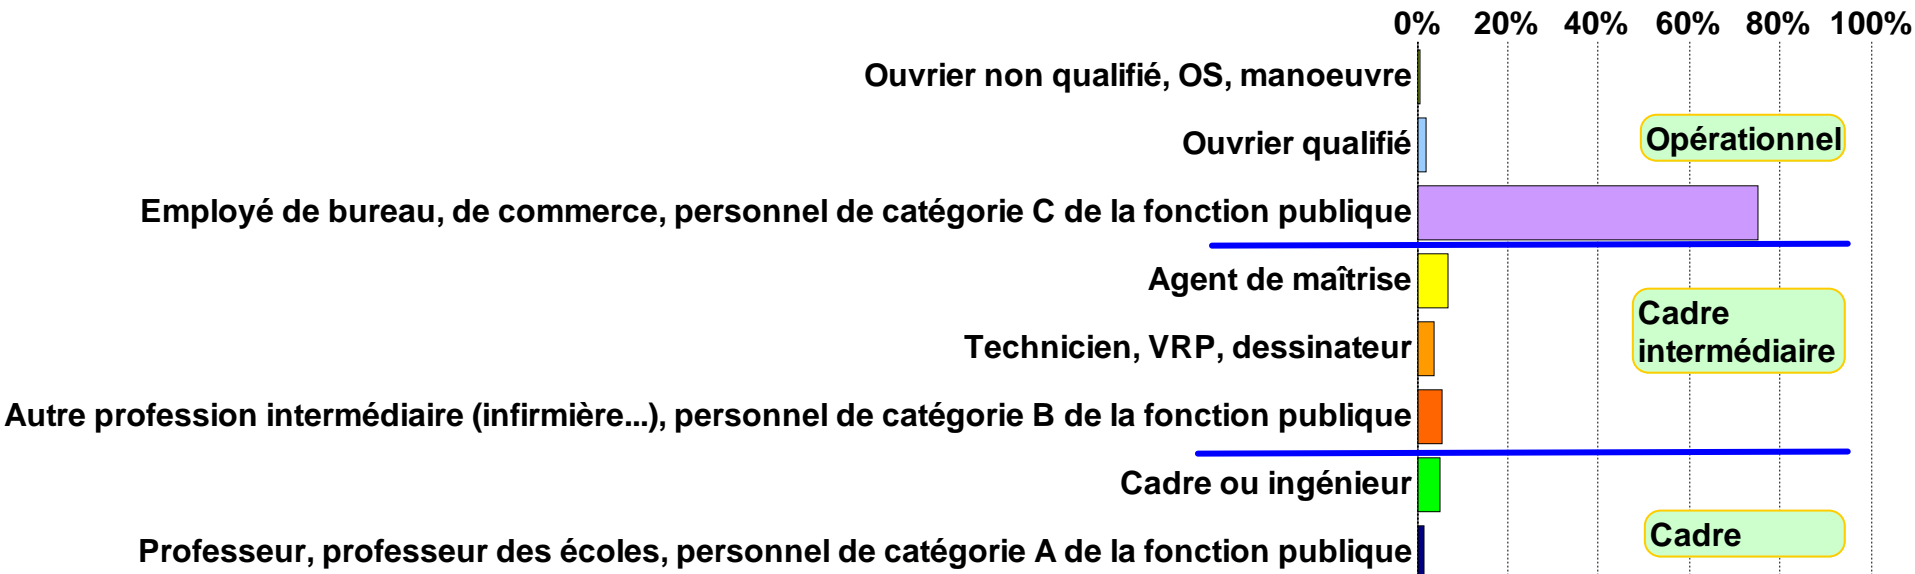 0% 20% 40% 60% 80% 100%
Ouvrier non qualifié, OS, manoeuvre
Ouvrier qualifié
Opérationnel
Employé de bureau, de commerce, personnel de catégorie C de la fonction publique
Agent de maîtrise
Cadre
intermédiaire
Technicien, VRP, dessinateur
Autre profession intermédiaire (infirmière...), personnel de catégorie B de la fonction publique
Cadre ou ingénieur
Cadre
Professeur, professeur des écoles, personnel de catégorie A de la fonction publique